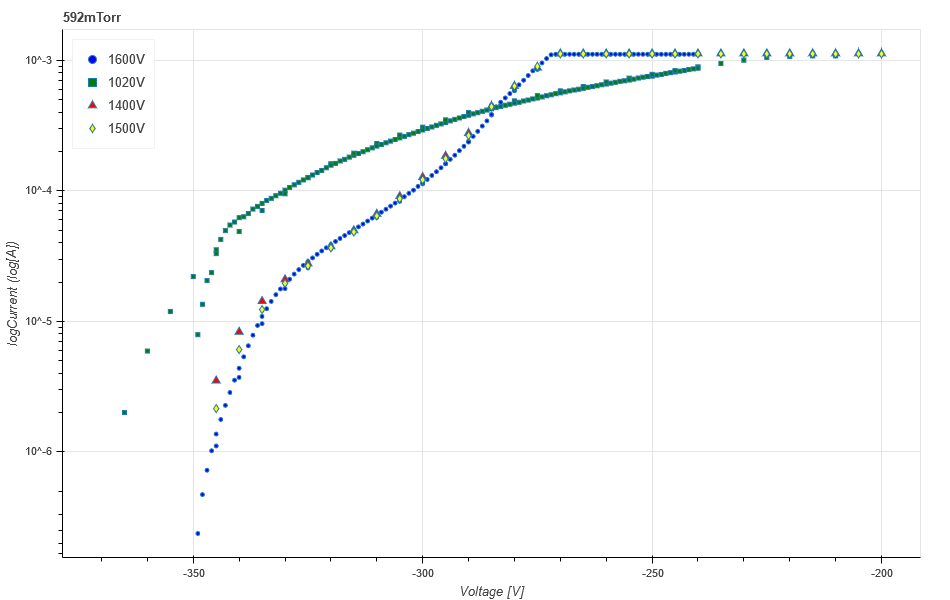 592mTorr
1600V
1020V
1400V
1500V
10^-3
10^-4
10^-5
10^-6
logCurrent (log[A])
-350
-300
-250
-200
Voltage [V]